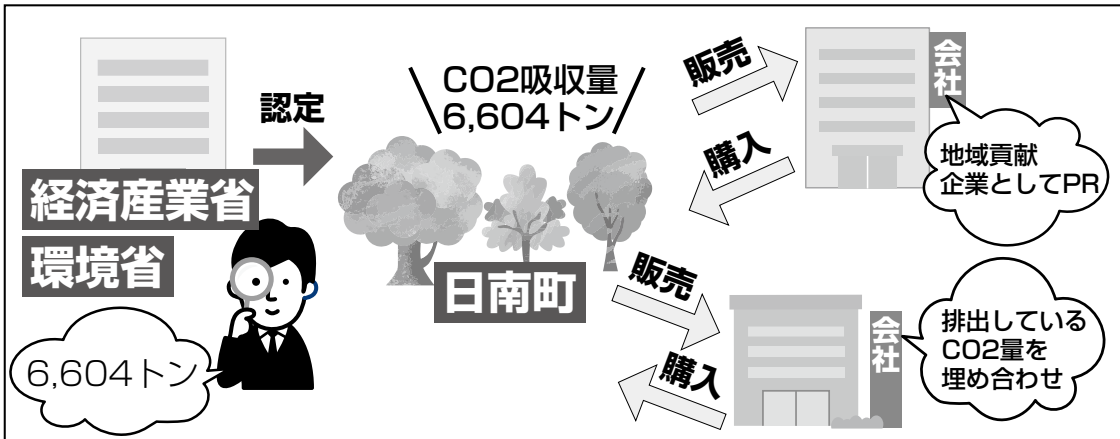 認定
経済産業省
環境省
6,604トン
CO2吸収量
6,604トン
日南町
販売
購入
会社
地域貢献
企業としてPR
販売
購入
会社
排出している
CO2量を
埋め合わせ